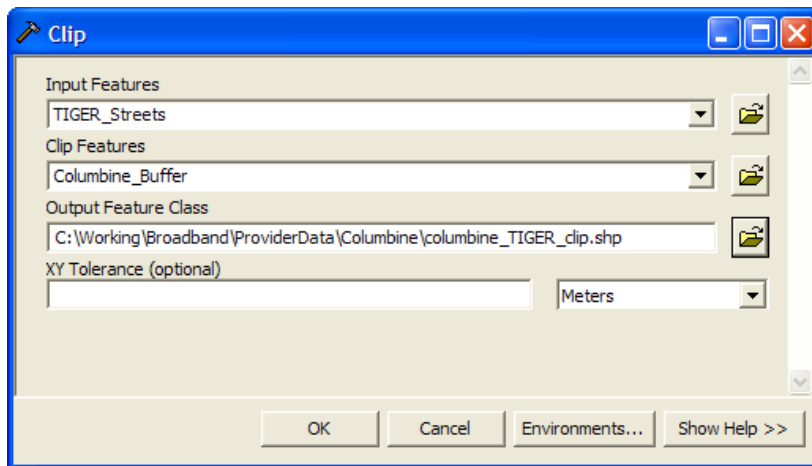 Clip
Input Features
TIGER_Streets
Clip Features
Columbine_Buffer
Output Feature Class
C:\Working\Broadband\ProviderData\Columbine\columbine_TIGER_clip.shp
XY Tolerance (optional)
Meters
OK Cancel Environments... Show Help >>